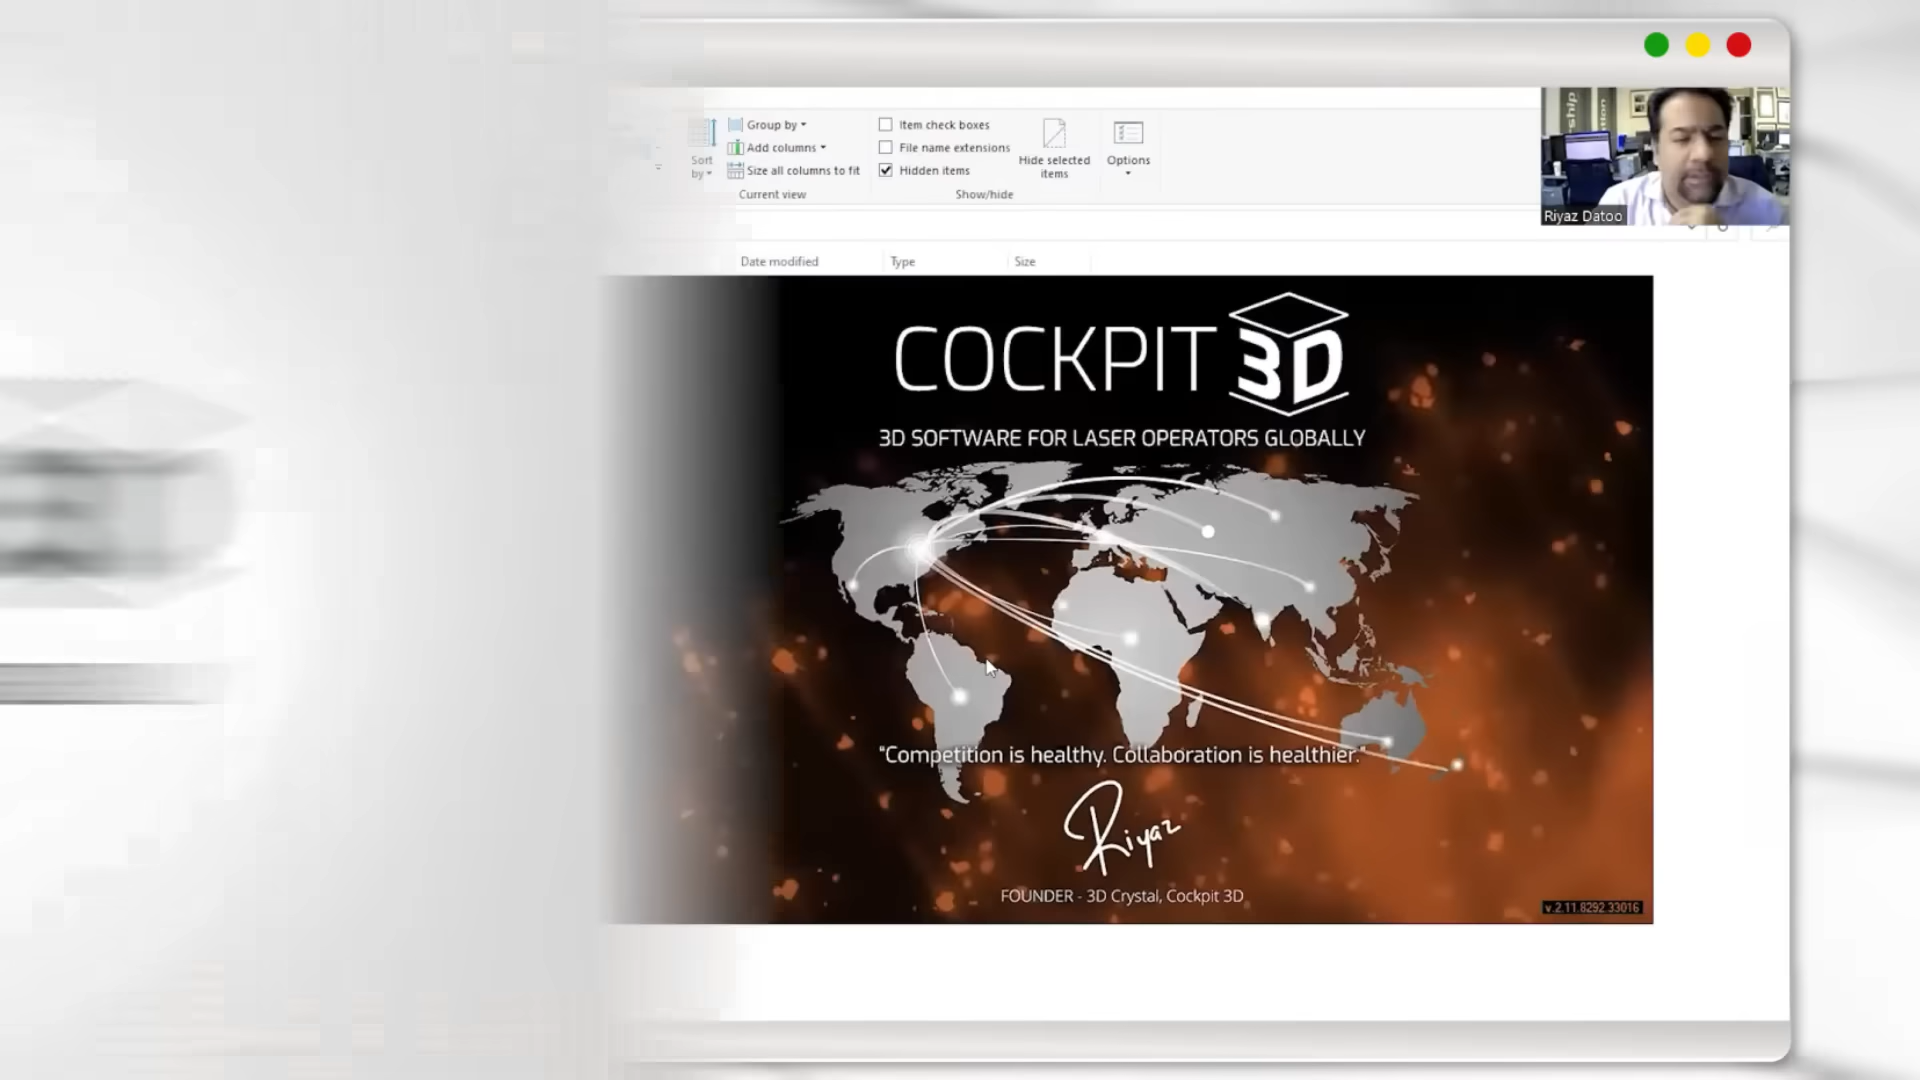 Group by
Item check boxes
Add columns
File name extensions
Sort by
Size all columns to fit
Hidden items
Hide selected items
Options
Current view
Show/hide
Riyaz Datoo
Date modified
Type
Size
COCKPIT 3D
3D SOFTWARE FOR LASER OPERATORS GLOBALLY
"Competition is healthy. Collaboration is healthier."
Riyaz
FOUNDER - 3D Crystal, Cockpit 3D
v.2.11.8292.33016